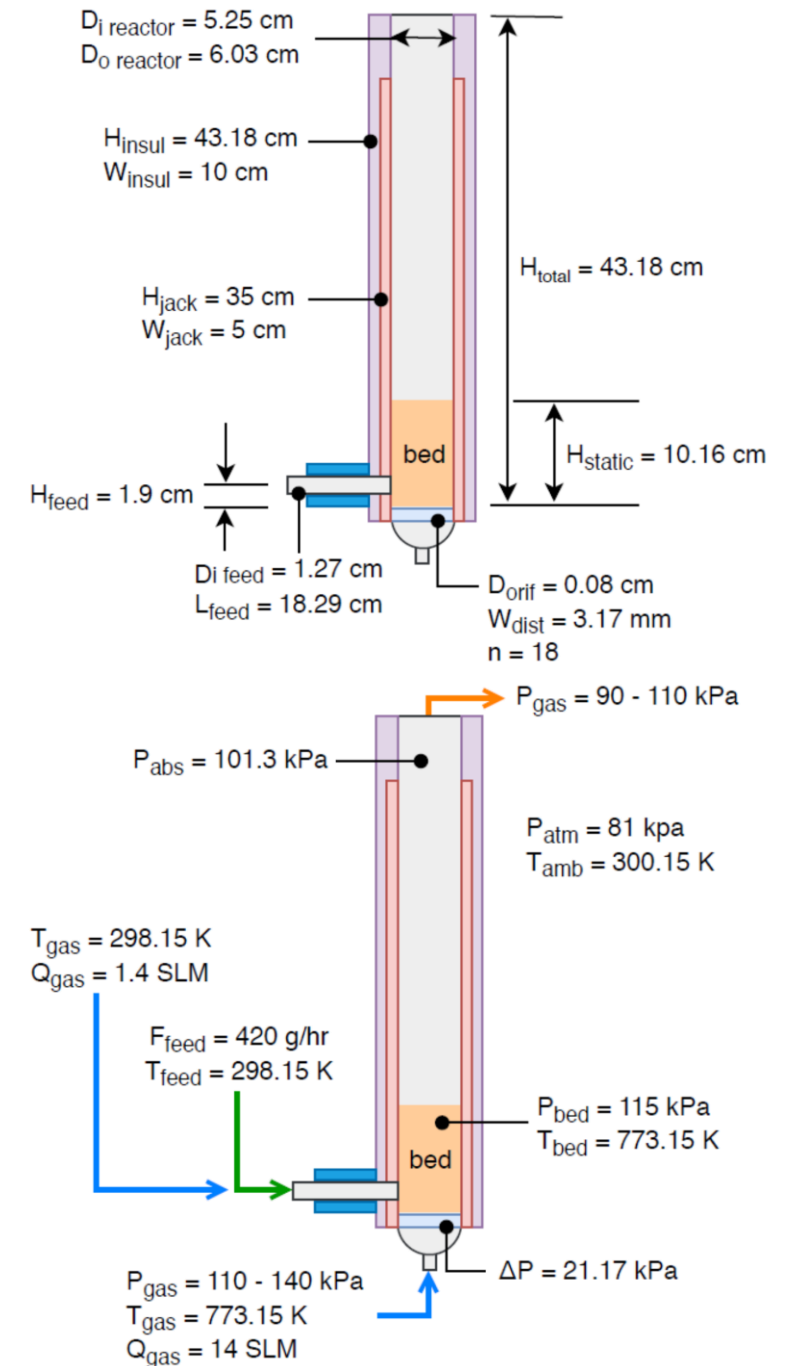 Di reactor = 5.25 cm
Do reactor = 6.03 cm
Hinsul = 43.18 cm
Winsul = 10 cm
Htotal = 43.18 cm
Hjack = 35 cm
Wjack = 5 cm
bed
Hstatic = 10.16 cm
Hfeed = 1.9 cm
Di feed = 1.27 cm
Lfeed = 18.29 cm
Dorif = 0.08 cm
Wdist = 3.17 mm
n = 18
Pgas = 90 - 110 kPa
Pabs = 101.3 kPa
Patm = 81 kpa
Tamb = 300.15 K
Tgas = 298.15 K
Qgas = 1.4 SLM
Ffeed = 420 g/hr
Tfeed = 298.15 K
Pbed = 115 kPa
Tbed = 773.15 K
bed
ΔP = 21.17 kPa
Pgas = 110 - 140 kPa
Tgas = 773.15 K
Qgas = 14 SLM